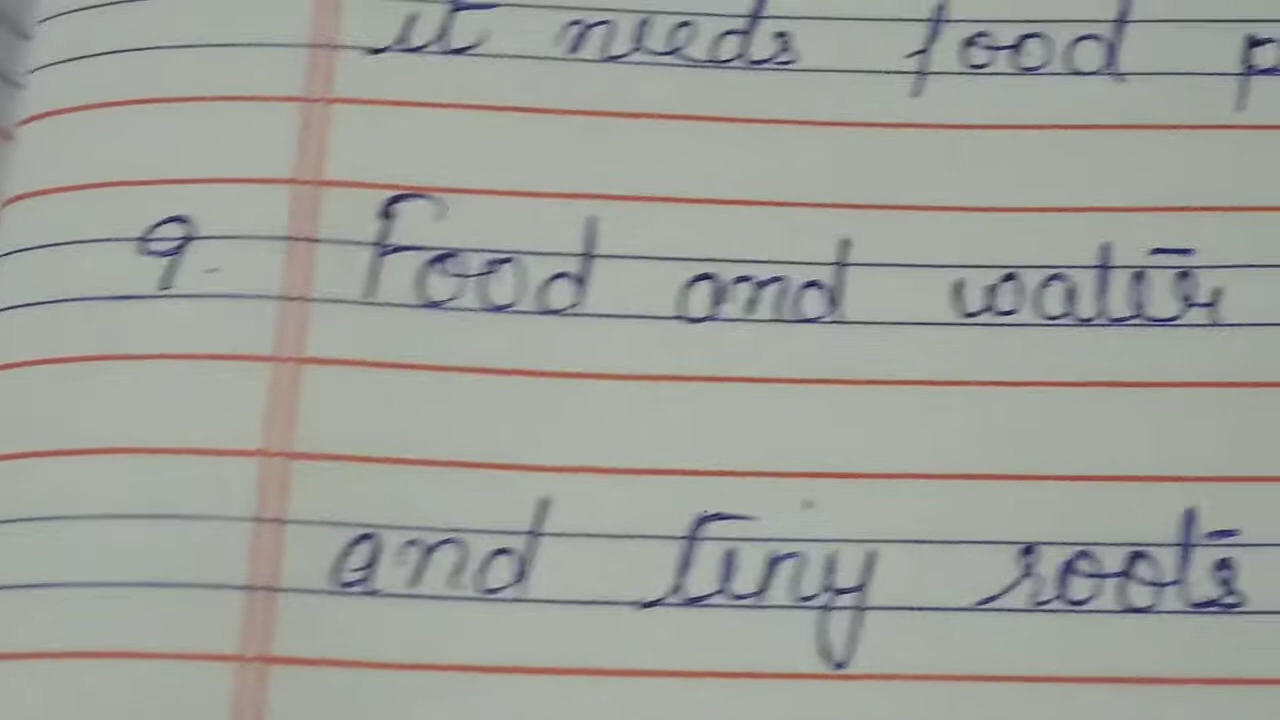 it needs food p
9. Food and water
and tiny roots